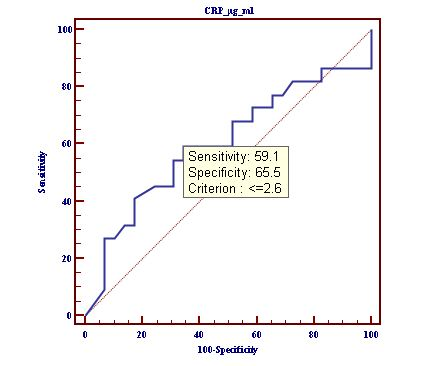 CRP_µg_ml
100
80
60
40
20
0
Sensitivity
Sensitivity: 59.1
Specificity: 65.5
Criterion : <=2.6
0 20 40 60 80 100
100-Specificity